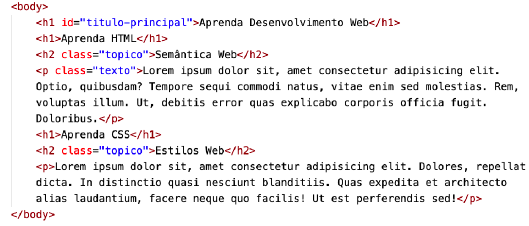 <body>
<h1 id="titulo-principal">Aprenda Desenvolvimento Web</h1>
<h1>Aprenda HTML</h1>
<h2 class="topico">Semântica Web</h2>
<p class="texto">Lorem ipsum dolor sit, amet consectetur adipisicing elit.
Optio, quibusdam? Tempore sequi commodi natus, vitae enim sed molestias. Rem,
voluptas illum. Ut, debitis error quas explicabo corporis officia fugit.
Doloribus.</p>
<h1>Aprenda CSS</h1>
<h2 class="topico">Estilos Web</h2>
<p>Lorem ipsum dolor sit, amet consectetur adipisicing elit. Dolores, repellat
dicta. In distinctio quasi nesciunt blanditiis. Quas expedita et architecto
alias laudantium, facere neque quo facilis! Ut est perferendis sed!</p>
</body>